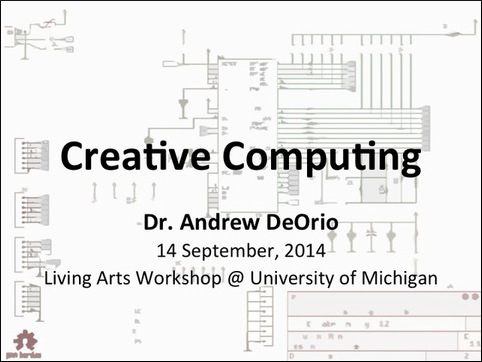 Creative Computing
Dr. Andrew DeOrio
14 September, 2014
Living Arts Workshop @ University of Michigan